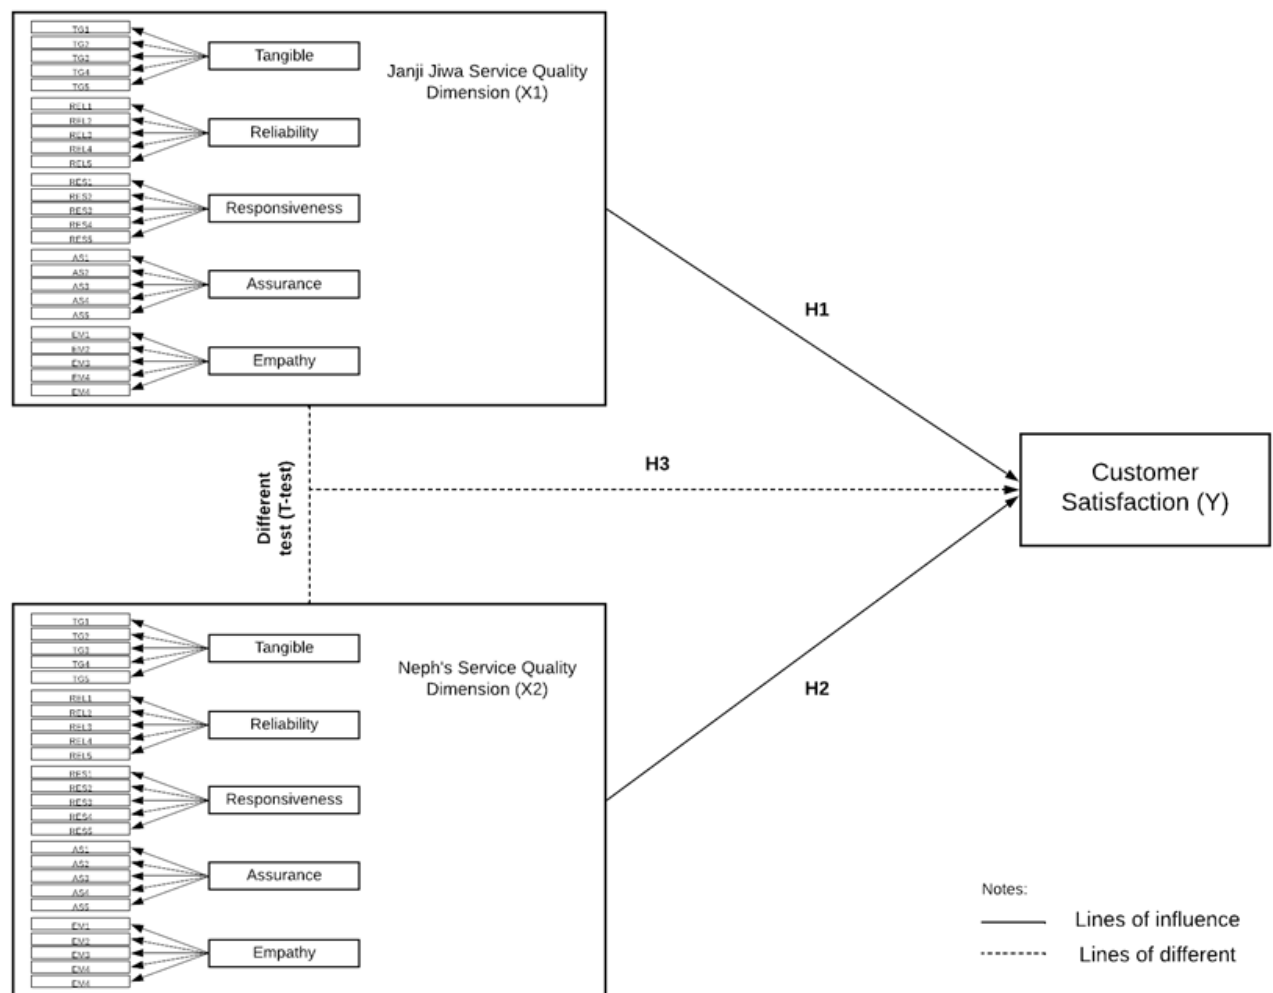 TG1
TG2
TG3
TG4
TG5
Tangible
Janji Jiwa Service Quality
Dimension (X1)
REL1
REL2
REL3
REL4
REL5
Reliability
RES1
RES2
RES3
RES4
RES5
Responsiveness
AS1
AS2
AS3
AS4
AS5
Assurance
EM1
EM2
EM3
EM4
EM4
Empathy
H1
Different
test (T-test)
H3
Customer
Satisfaction (Y)
TG1
TG2
TG3
TG4
TG5
Tangible
Neph's Service Quality
Dimension (X2)
REL1
REL2
REL3
REL4
REL5
Reliability
H2
RES1
RES2
RES3
RES4
RES5
Responsiveness
AS1
AS2
AS3
AS4
AS5
Assurance
EM1
EM2
EM3
EM4
EM4
Empathy
Notes:
Lines of influence
Lines of different